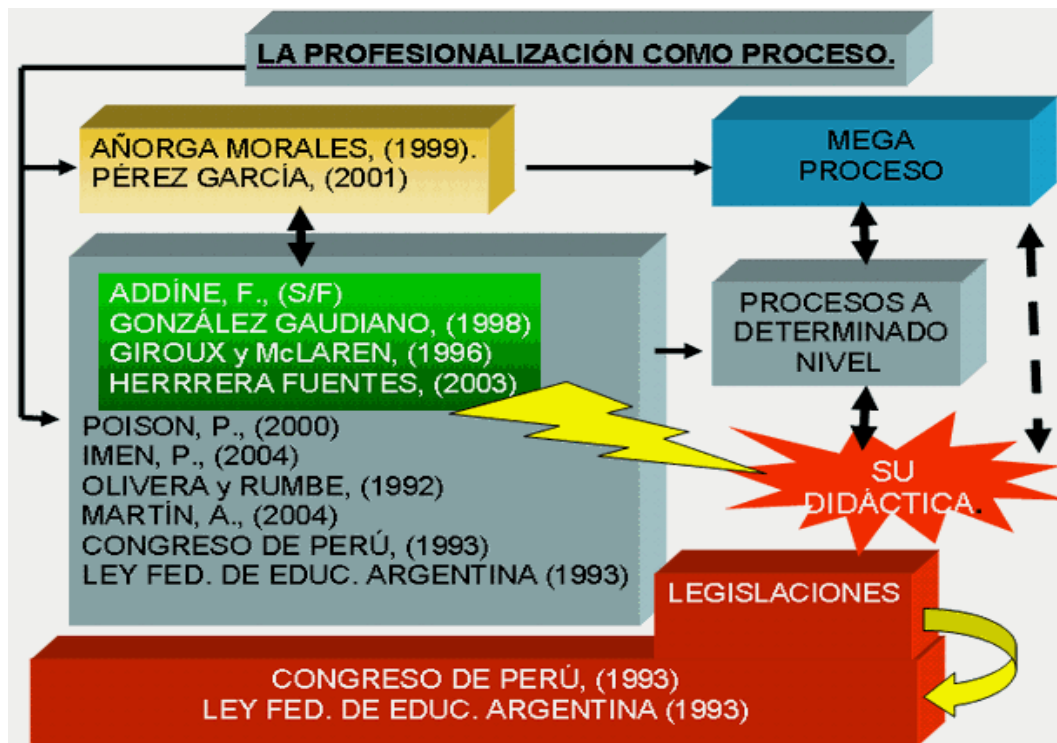 LA PROFESIONALIZACIÓN COMO PROCESO.
AÑORGA MORALES, (1999).
PÉREZ GARCÍA, (2001)
MEGA
PROCESO
ADDÍNE, F., (S/F)
GONZÁLEZ GAUDIANO, (1998)
GIROUX y McLAREN, (1996)
HERRRERA FUENTES, (2003)
POISON, P., (2000)
IMEN, P., (2004)
OLIVERA y RUMBE, (1992)
MARTÍN, A., (2004)
CONGRESO DE PERÚ, (1993)
LEY FED. DE EDUC. ARGENTINA (1993)
PROCESOS A
DETERMINADO
NIVEL
SU
DIDÁCTICA.
LEGISLACIONES
CONGRESO DE PERÚ, (1993)
LEY FED. DE EDUC. ARGENTINA (1993)